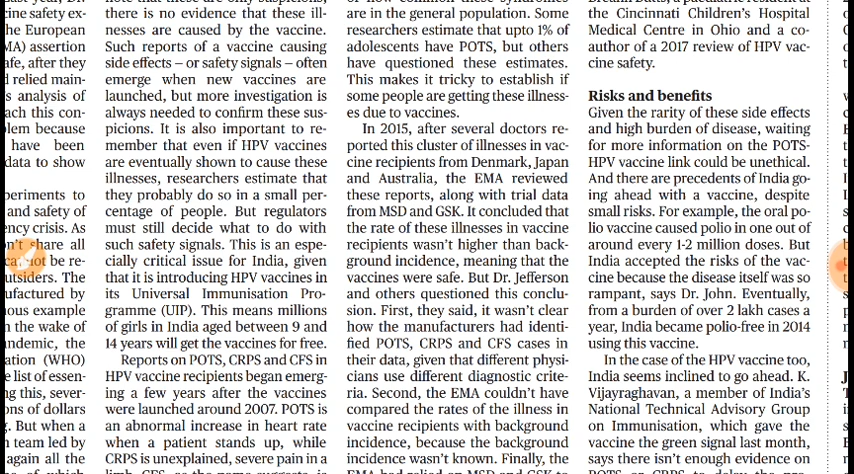 cine safety ex-
he European
MA) assertion
afe, after they
relied main-
s analysis of
ach this con-
lem because
have been
data to show
periments to
and safety of
ency crisis. As
share all
not be re-
utsiders. The
ufactured by
ous example
n the wake of
andemic, the
ation (WHO)
e list of essen-
ng this, sever-
ons of dollars
. But when a
n team led by
again all the
there is no evidence that these ill-
nesses are caused by the vaccine.
Such reports of a vaccine causing
side effects – or safety signals – often
emerge when new vaccines are
launched, but more investigation is
always needed to confirm these sus-
picions. It is also important to re-
member that even if HPV vaccines
are eventually shown to cause these
illnesses, researchers estimate that
they probably do so in a small per-
centage of people. But regulators
must still decide what to do with
such safety signals. This is an espe-
cially critical issue for India, given
that it is introducing HPV vaccines in
its Universal Immunisation Pro-
gramme (UIP). This means millions
of girls in India aged between 9 and
14 years will get the vaccines for free.
Reports on POTS, CRPS and CFS in
HPV vaccine recipients began emerg-
ing a few years after the vaccines
were launched around 2007. POTS is
an abnormal increase in heart rate
when a patient stands up, while
CRPS is unexplained, severe pain in a
limb. CFS, as the name suggests, is
are in the general population. Some
researchers estimate that upto 1% of
adolescents have POTS, but others
have questioned these estimates.
This makes it tricky to establish if
some people are getting these illness-
es due to vaccines.
In 2015, after several doctors re-
ported this cluster of illnesses in vac-
cine recipients from Denmark, Japan
and Australia, the EMA reviewed
these reports, along with trial data
from MSD and GSK. It concluded that
the rate of these illnesses in vaccine
recipients wasn't higher than back-
ground incidence, meaning that the
vaccines were safe. But Dr. Jefferson
and others questioned this conclu-
sion. First, they said, it wasn't clear
how the manufacturers had identi-
fied POTS, CRPS and CFS cases in
their data, given that different physi-
cians use different diagnostic crite-
ria. Second, the EMA couldn't have
compared the rates of the illness in
vaccine recipients with background
incidence, because the background
incidence wasn't known. Finally, the
EMA had relied on MSD and GSK to
the Cincinnati Children's Hospital
Medical Centre in Ohio and a co-
author of a 2017 review of HPV vac-
cine safety.
Risks and benefits
Given the rarity of these side effects
and high burden of disease, waiting
for more information on the POTS-
HPV vaccine link could be unethical.
And there are precedents of India go-
ing ahead with a vaccine, despite
small risks. For example, the oral po-
lio vaccine caused polio in one out of
around every 1-2 million doses. But
India accepted the risks of the vac-
cine because the disease itself was so
rampant, says Dr. John. Eventually,
from a burden of over 2 lakh cases a
year, India became polio-free in 2014
using this vaccine.
In the case of the HPV vaccine too,
India seems inclined to go ahead. K.
Vijayraghavan, a member of India's
National Technical Advisory Group
on Immunisation, which gave the
vaccine the green signal last month,
says there isn't enough evidence on